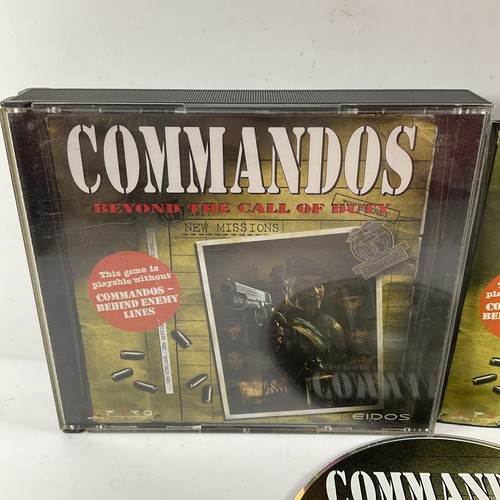 COMMANDOS
BEYOND THE CALL OF DUTY
NEW MISSIONS
This game is
playable without
COMMANDOS –
BEHIND ENEMY
LINES
COMM
EIDOS
COMMAN